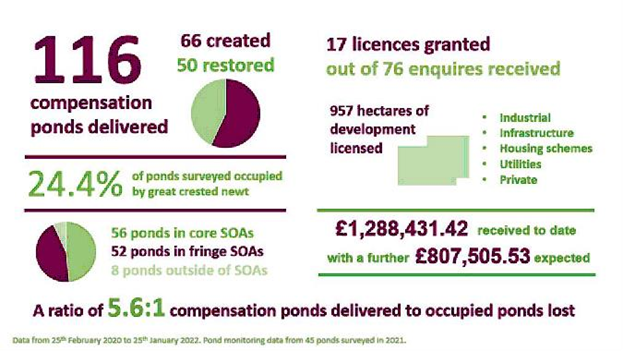 116
compensation
ponds delivered
66 created
50 restored
17 licences granted
out of 76 enquires received
957 hectares of
development
licensed
• Industrial
• Infrastructure
• Housing schemes
• Utilities
• Private
24.4% of ponds surveyed occupied
by great crested newt
56 ponds in core SOAs
52 ponds in fringe SOAs
8 ponds outside of SOAs
£1,288,431.42 received to date
with a further £807,505.53 expected
A ratio of 5.6:1 compensation ponds delivered to occupied ponds lost
Data from 25th February 2020 to 25th January 2022. Pond monitoring data from 45 ponds surveyed in 2021.